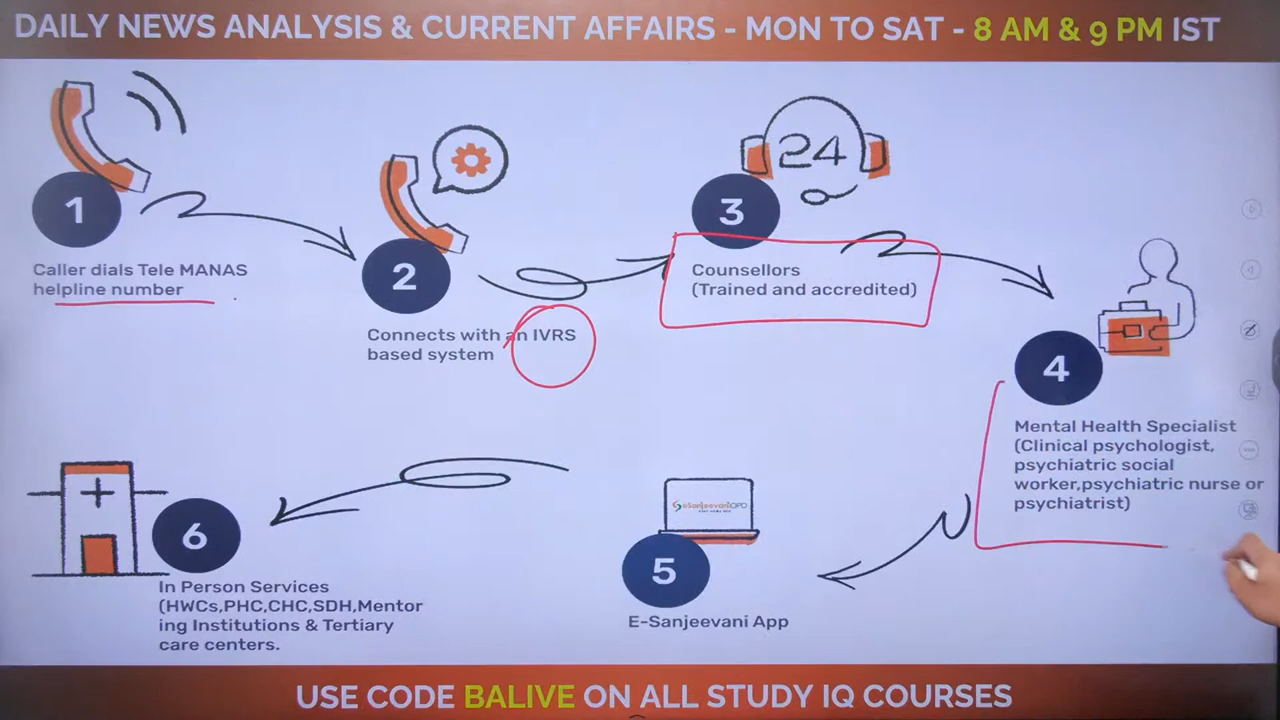 DAILY NEWS ANALYSIS & CURRENT AFFAIRS - MON TO SAT - 8 AM & 9 PM IST
1
Caller dials Tele MANAS
helpline number
2
Connects with an IVRS
based system
24
3
Counsellors
(Trained and accredited)
4
Mental Health Specialist
(Clinical psychologist,
psychiatric social
worker,psychiatric nurse or
psychiatrist)
eSanjeevaniOPD
5
E-Sanjeevani App
6
In Person Services
(HWCs,PHC,CHC,SDH,Mentor
ing Institutions & Tertiary
care centers.
USE CODE BALIVE ON ALL STUDY IQ COURSES